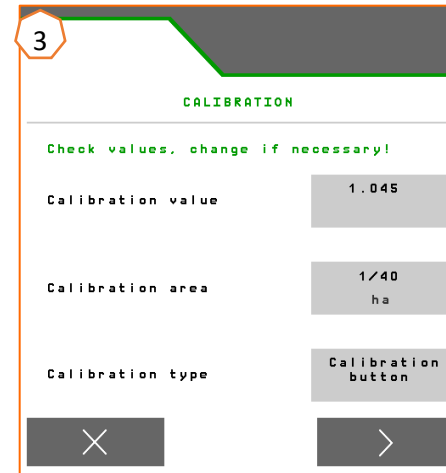 3
CALIBRATION
Check values, change if necessary!
Calibration value
1.045
Calibration area
1/40
ha
Calibration type
Calibration
button